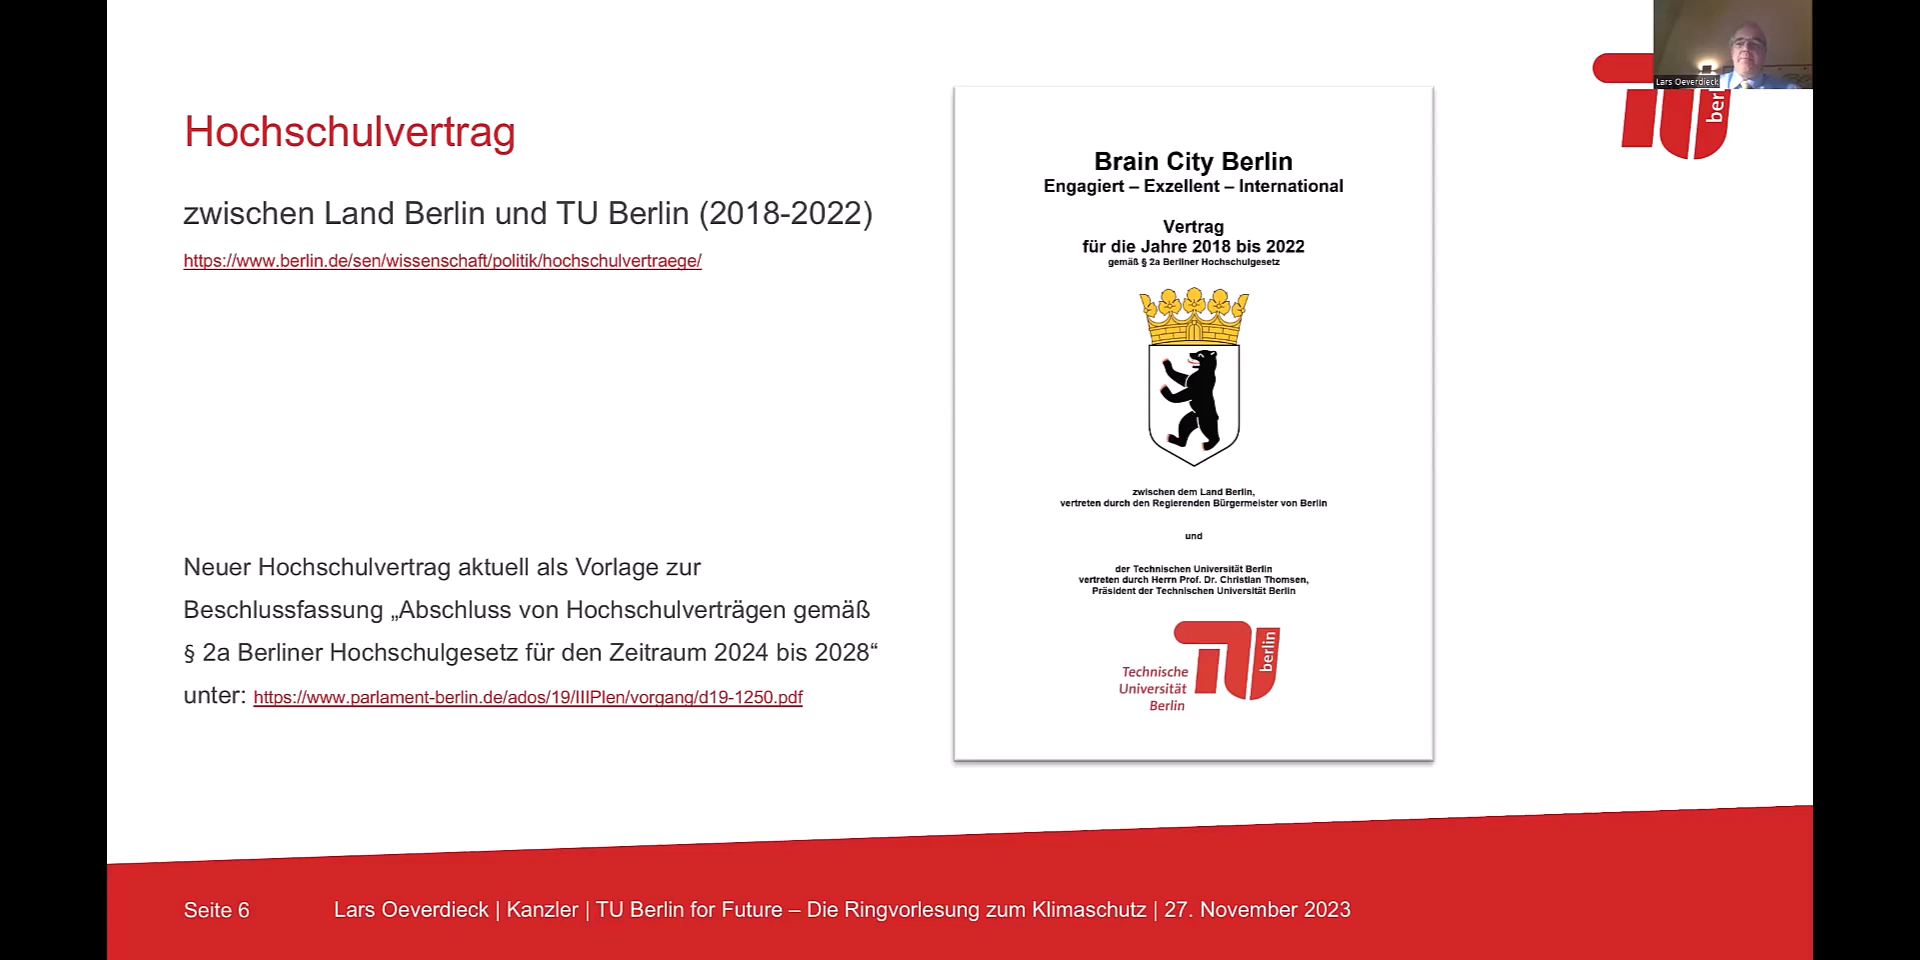 Hochschulvertrag
zwischen Land Berlin und TU Berlin (2018-2022)
https://www.berlin.de/sen/wissenschaft/politik/hochschulvertraege/
Neuer Hochschulvertrag aktuell als Vorlage zur
Beschlussfassung „Abschluss von Hochschulverträgen gemäß
§ 2a Berliner Hochschulgesetz für den Zeitraum 2024 bis 2028“
unter: https://www.parlament-berlin.de/ados/19/IIIPlen/vorgang/d19-1250.pdf
Brain City Berlin
Engagiert – Exzellent – International
Vertrag
für die Jahre 2018 bis 2022
gemäß § 2a Berliner Hochschulgesetz
zwischen dem Land Berlin,
vertreten durch den Regierenden Bürgermeister von Berlin
und
der Technischen Universität Berlin
vertreten durch Herrn Prof. Dr. Christian Thomsen,
Präsident der Technischen Universität Berlin
Technische
Universität
Berlin
TU berlin
Lars Oeverdieck
TU berl
Seite 6
Lars Oeverdieck | Kanzler | TU Berlin for Future – Die Ringvorlesung zum Klimaschutz | 27. November 2023